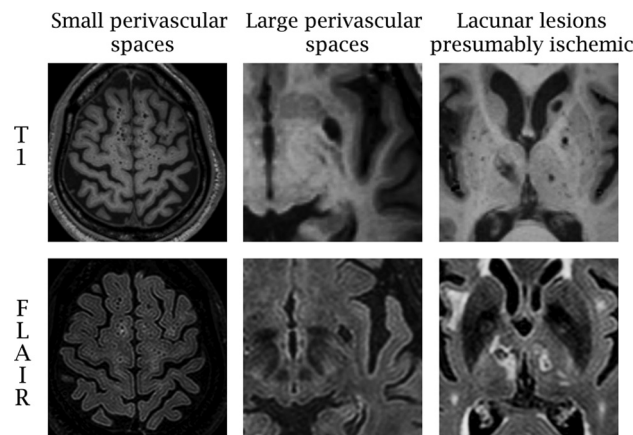 Small perivascular
spaces
Large perivascular
spaces
Lacunar lesions
presumably ischemic
T
1
F
L
A
I
R